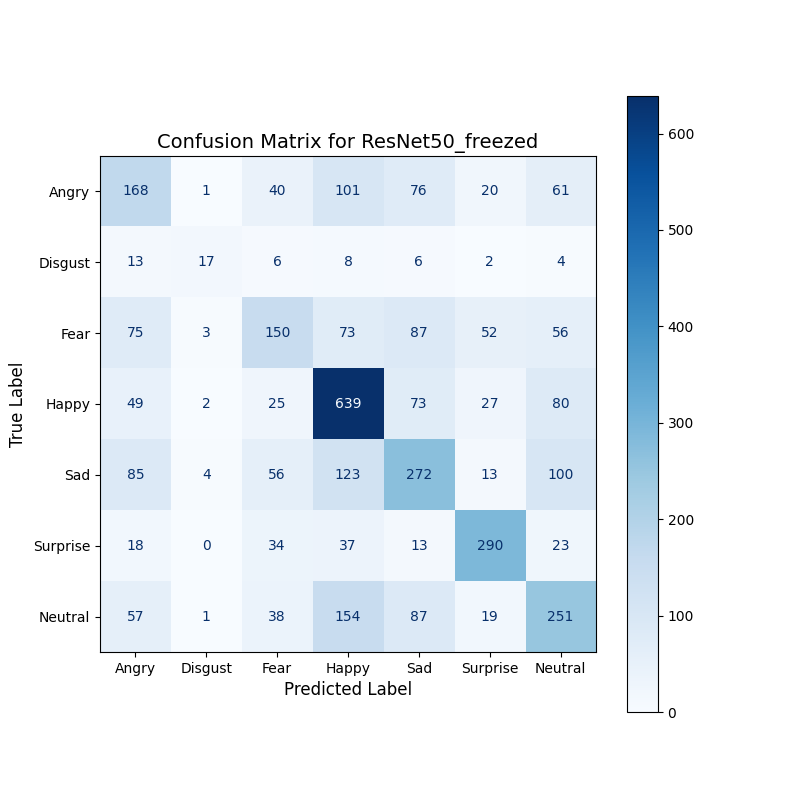 Confusion Matrix for ResNet50_freezed
Angry 168 1 40 101 76 20 61
Disgust 13 17 6 8 6 2 4
Fear 75 3 150 73 87 52 56
Happy 49 2 25 639 73 27 80
Sad 85 4 56 123 272 13 100
Surprise 18 0 34 37 13 290 23
Neutral 57 1 38 154 87 19 251
Angry Disgust Fear Happy Sad Surprise Neutral
Predicted Label
True Label
600
500
400
300
200
100
0